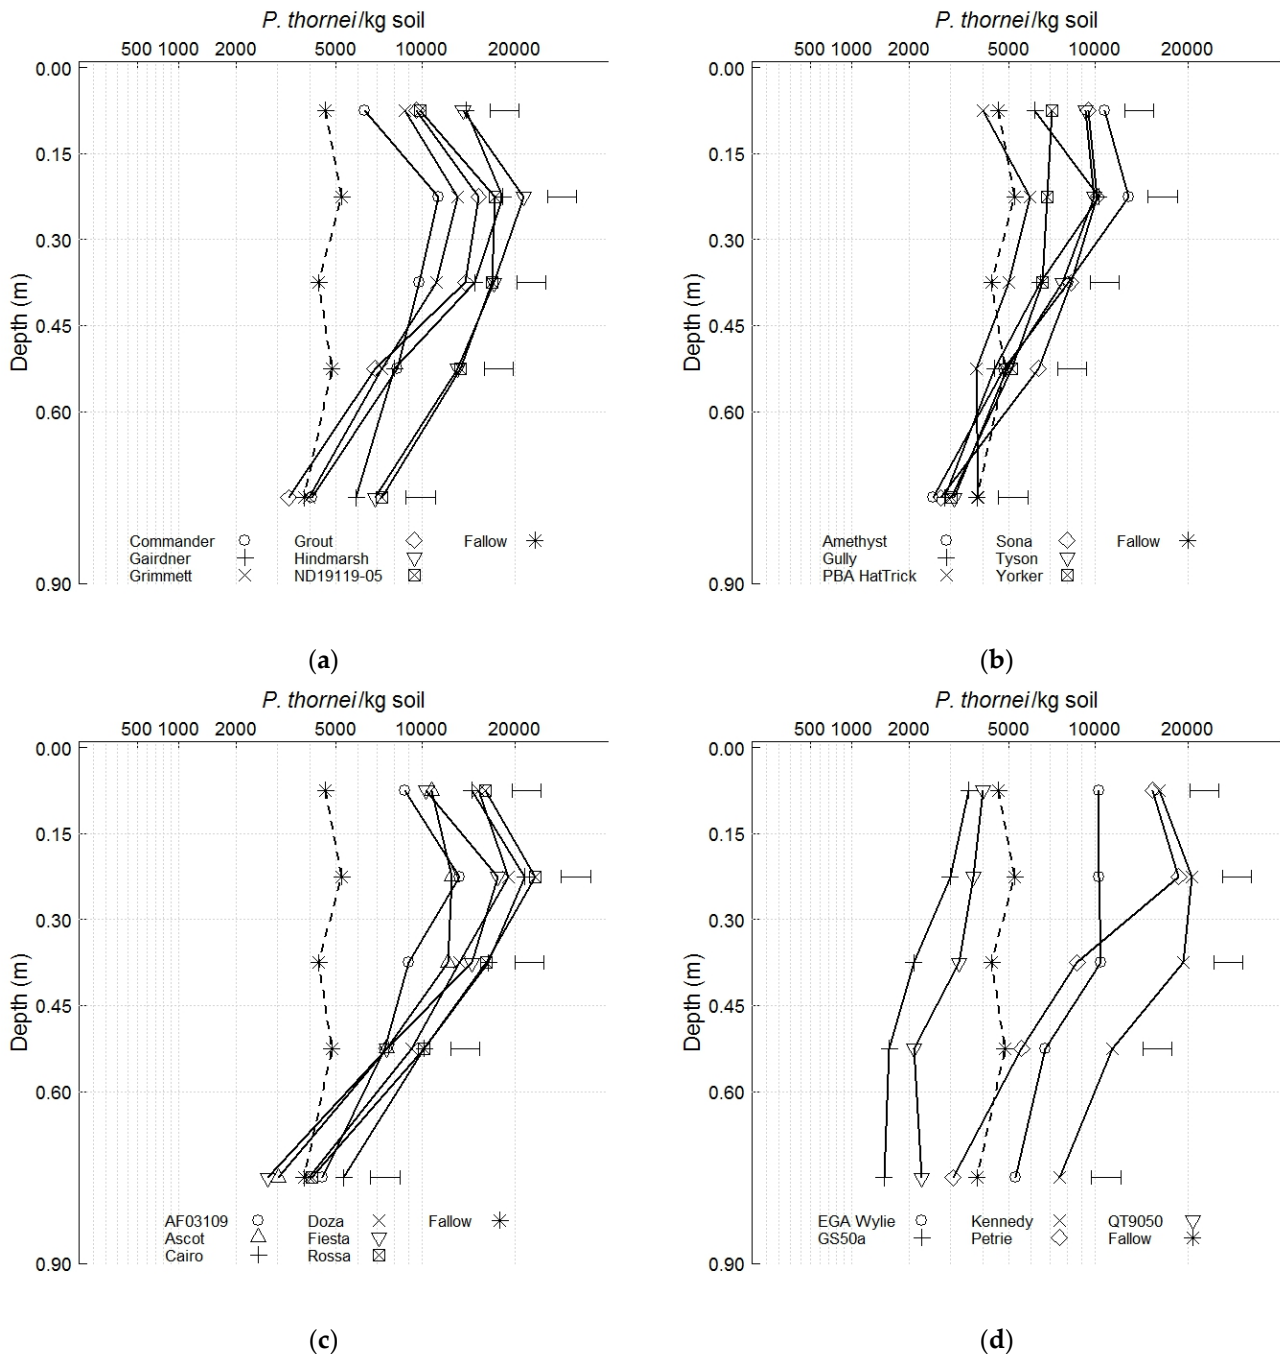 P. thornei/kg soil
500 1000 2000 5000 10000 20000
0.00
0.15
0.30
0.45
0.60
0.90
Depth (m)
Commander Grout Fallow
Gairdner Hindmarsh
Grimmett ND19119-05
(a)
P. thornei/kg soil
500 1000 2000 5000 10000 20000
0.00
0.15
0.30
0.45
0.60
0.90
Depth (m)
Amethyst Sona Fallow
Gully Tyson
PBA HatTrick Yorker
(b)
P. thornei/kg soil
500 1000 2000 5000 10000 20000
0.00
0.15
0.30
0.45
0.60
0.90
Depth (m)
AF03109 Doza Fallow
Ascot Fiesta
Cairo Rossa
(c)
P. thornei/kg soil
500 1000 2000 5000 10000 20000
0.00
0.15
0.30
0.45
0.60
0.90
Depth (m)
EGA Wylie Kennedy QT9050
GS50a Petrie Fallow
(d)